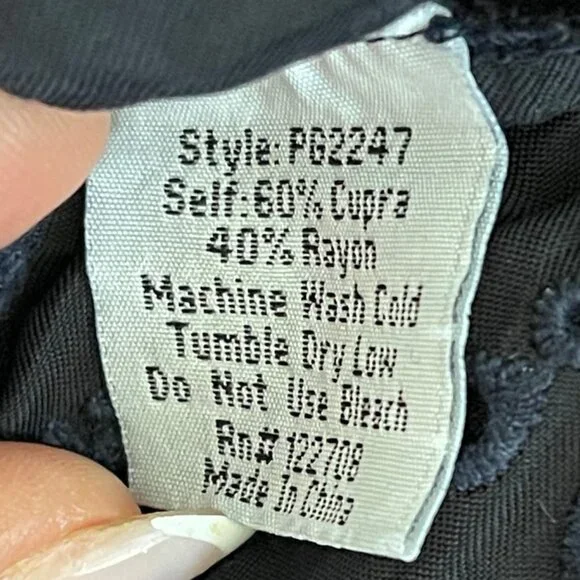 Style: PG2247
Self: 60% Cupra
40% Rayon
Machine Wash Cold
Tumble Dry Low
Do Not Use Bleach
Rn# 122708
Made In China